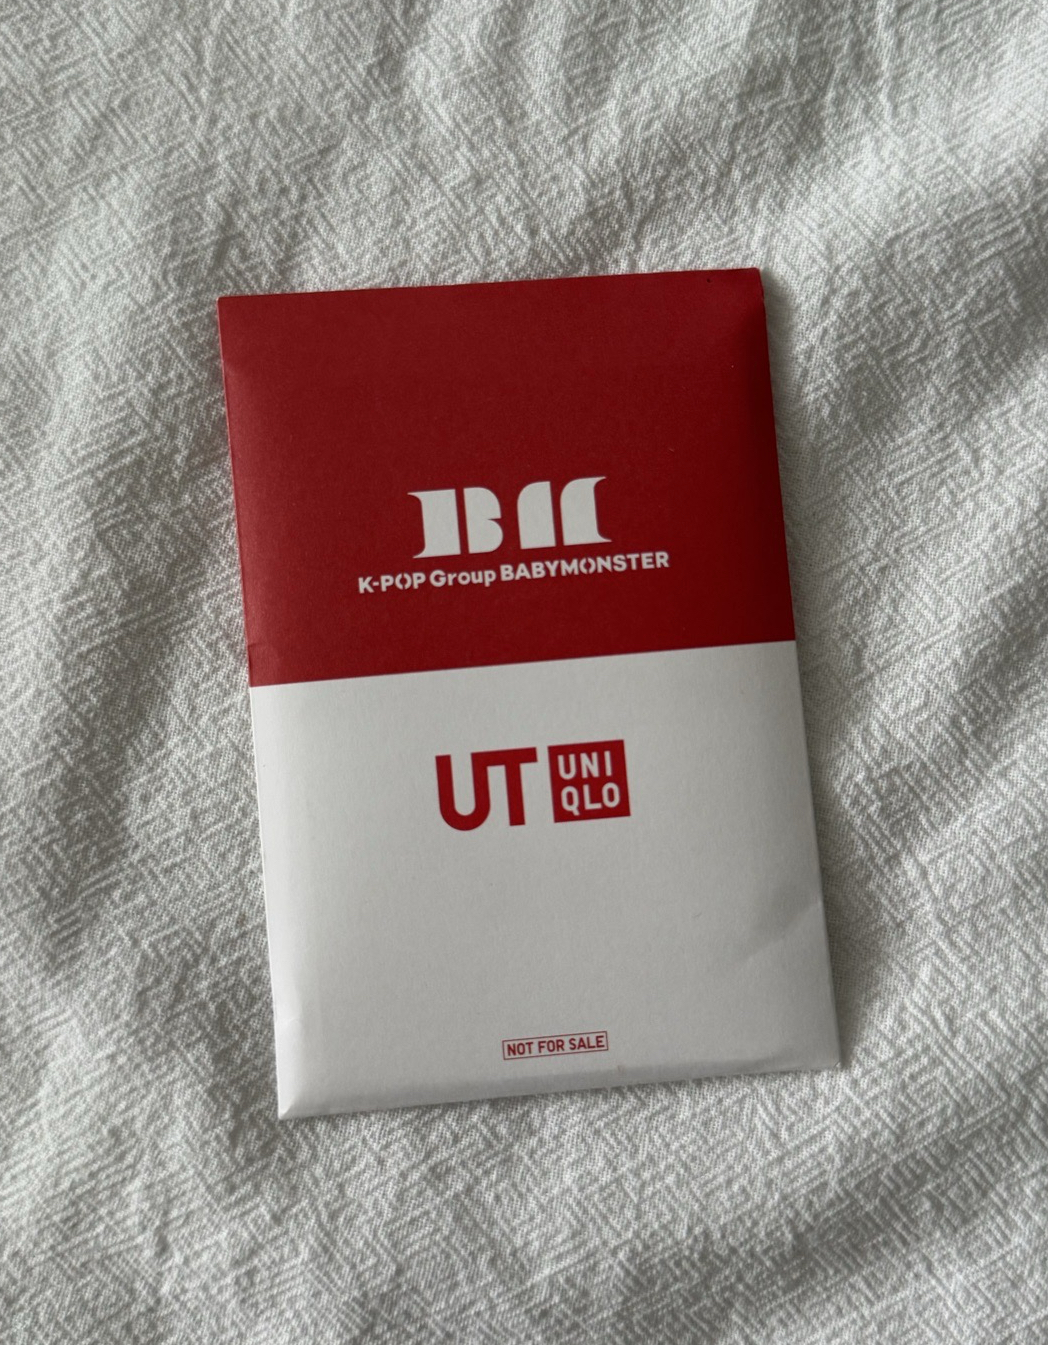 BM
K-POP Group BABYMONSTER
UT UNI
QLO
NOT FOR SALE